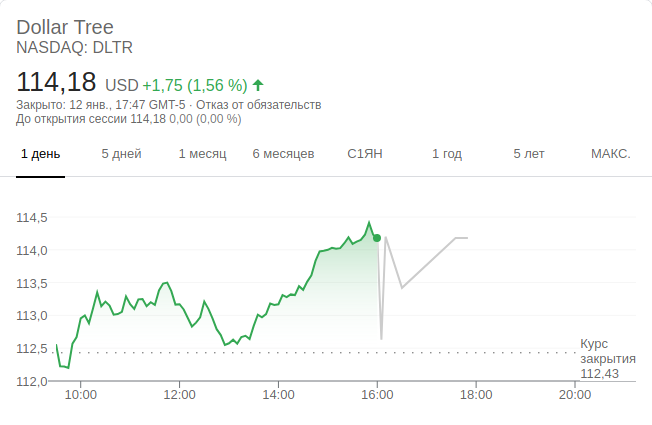 Dollar Tree
NASDAQ: DLTR
114,18 USD +1,75 (1,56 %)
Закрыто: 12 янв., 17:47 GMT-5 · Отказ от обязательств
До открытия сессии 114,18 0,00 (0,00 %)
1 день 5 дней 1 месяц 6 месяцев С1ЯН 1 год 5 лет МАКС.
114,5
114,0
113,5
113,0
112,5
112,0
Курс
закрытия
112,43
10:00 12:00 14:00 16:00 18:00 20:00